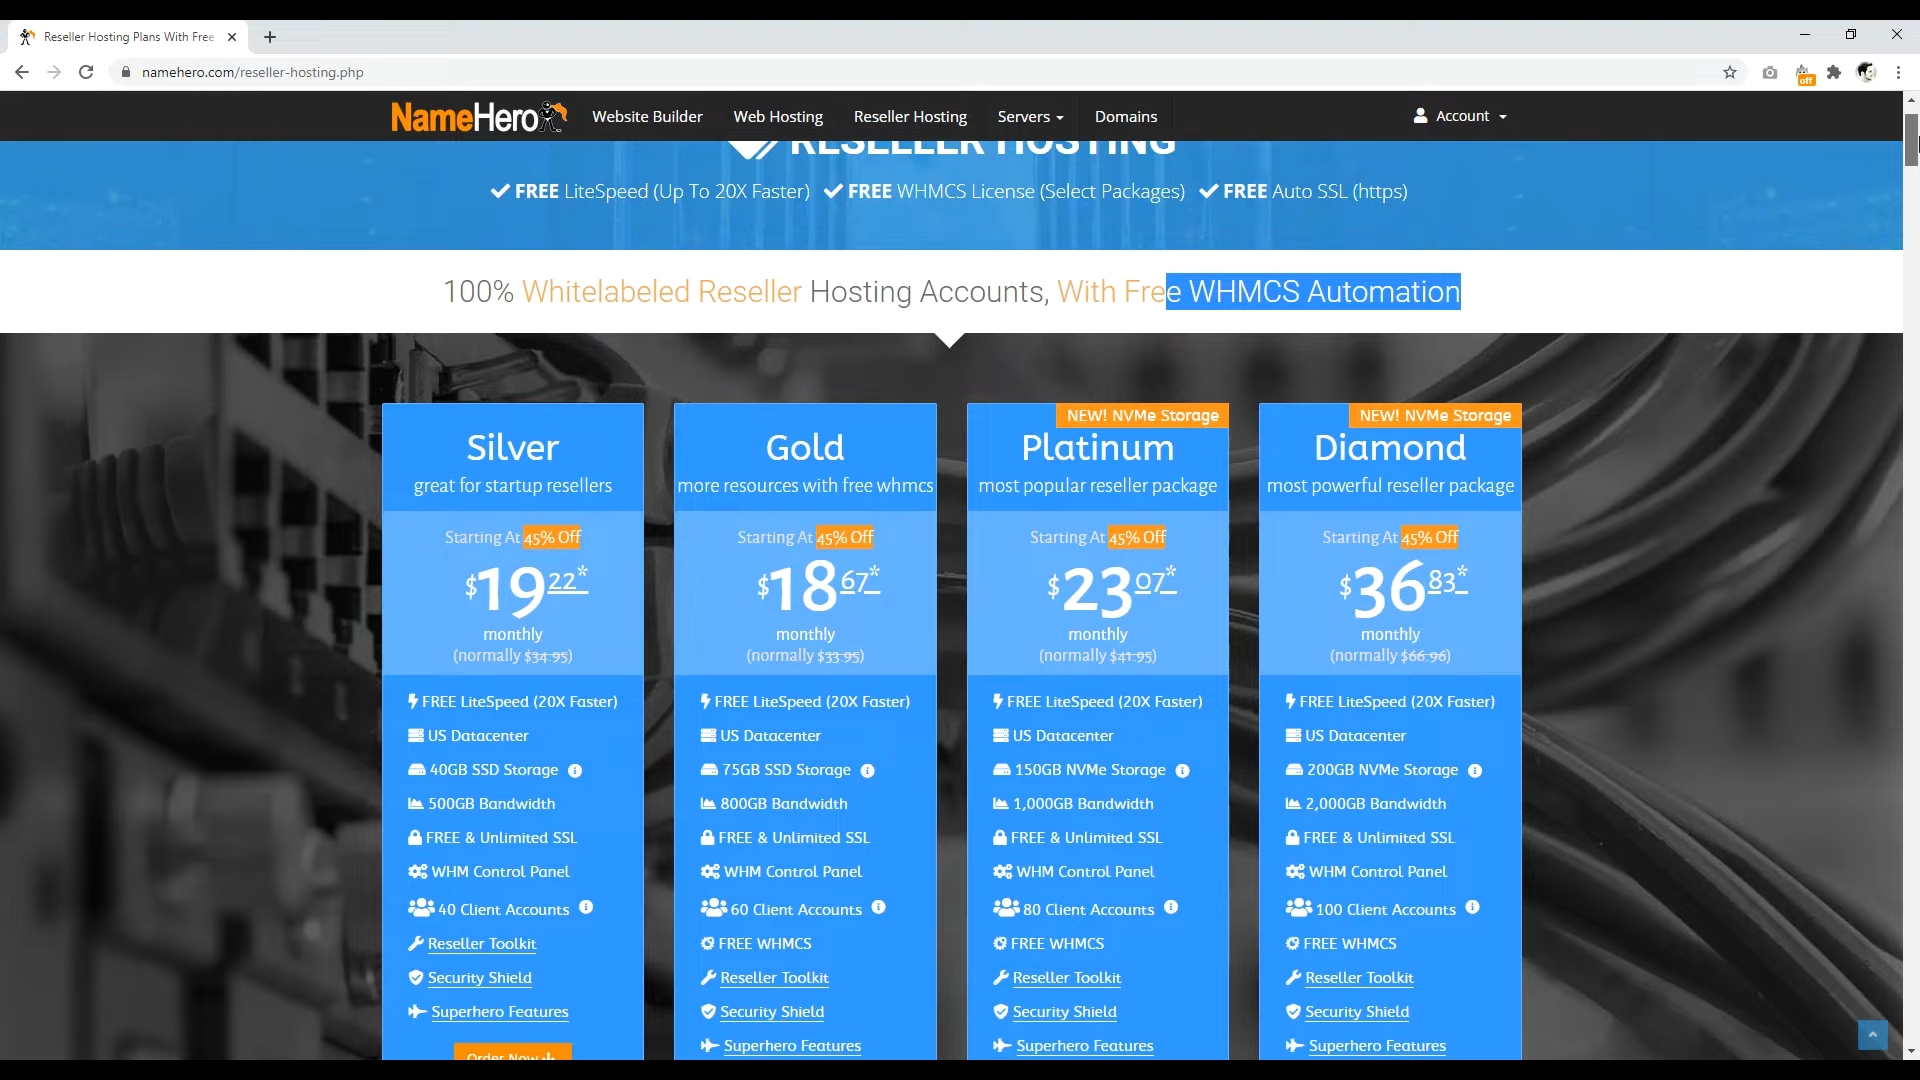 Reseller Hosting Plans With Free
namehero.com/reseller-hosting.php
off
NameHero
Website Builder
Web Hosting
Reseller Hosting
Servers
Domains
Account
RESELLER HOSTING
FREE LiteSpeed (Up To 20X Faster) FREE WHMCS License (Select Packages) FREE Auto SSL (https)
100% Whitelabeled Reseller Hosting Accounts, With Free WHMCS Automation
Silver
great for startup resellers
Starting At 45% Off
$19.22*
monthly
(normally $34.95)
FREE LiteSpeed (20X Faster)
US Datacenter
40GB SSD Storage
500GB Bandwidth
FREE & Unlimited SSL
WHM Control Panel
40 Client Accounts
Reseller Toolkit
Security Shield
Superhero Features
Order Now
Gold
more resources with free whmcs
Starting At 45% Off
$18.67*
monthly
(normally $33.95)
FREE LiteSpeed (20X Faster)
US Datacenter
75GB SSD Storage
800GB Bandwidth
FREE & Unlimited SSL
WHM Control Panel
60 Client Accounts
FREE WHMCS
Reseller Toolkit
Security Shield
Superhero Features
NEW! NVMe Storage
Platinum
most popular reseller package
Starting At 45% Off
$23.07*
monthly
(normally $41.95)
FREE LiteSpeed (20X Faster)
US Datacenter
150GB NVMe Storage
1,000GB Bandwidth
FREE & Unlimited SSL
WHM Control Panel
80 Client Accounts
FREE WHMCS
Reseller Toolkit
Security Shield
Superhero Features
NEW! NVMe Storage
Diamond
most powerful reseller package
Starting At 45% Off
$36.83*
monthly
(normally $66.96)
FREE LiteSpeed (20X Faster)
US Datacenter
200GB NVMe Storage
2,000GB Bandwidth
FREE & Unlimited SSL
WHM Control Panel
100 Client Accounts
FREE WHMCS
Reseller Toolkit
Security Shield
Superhero Features